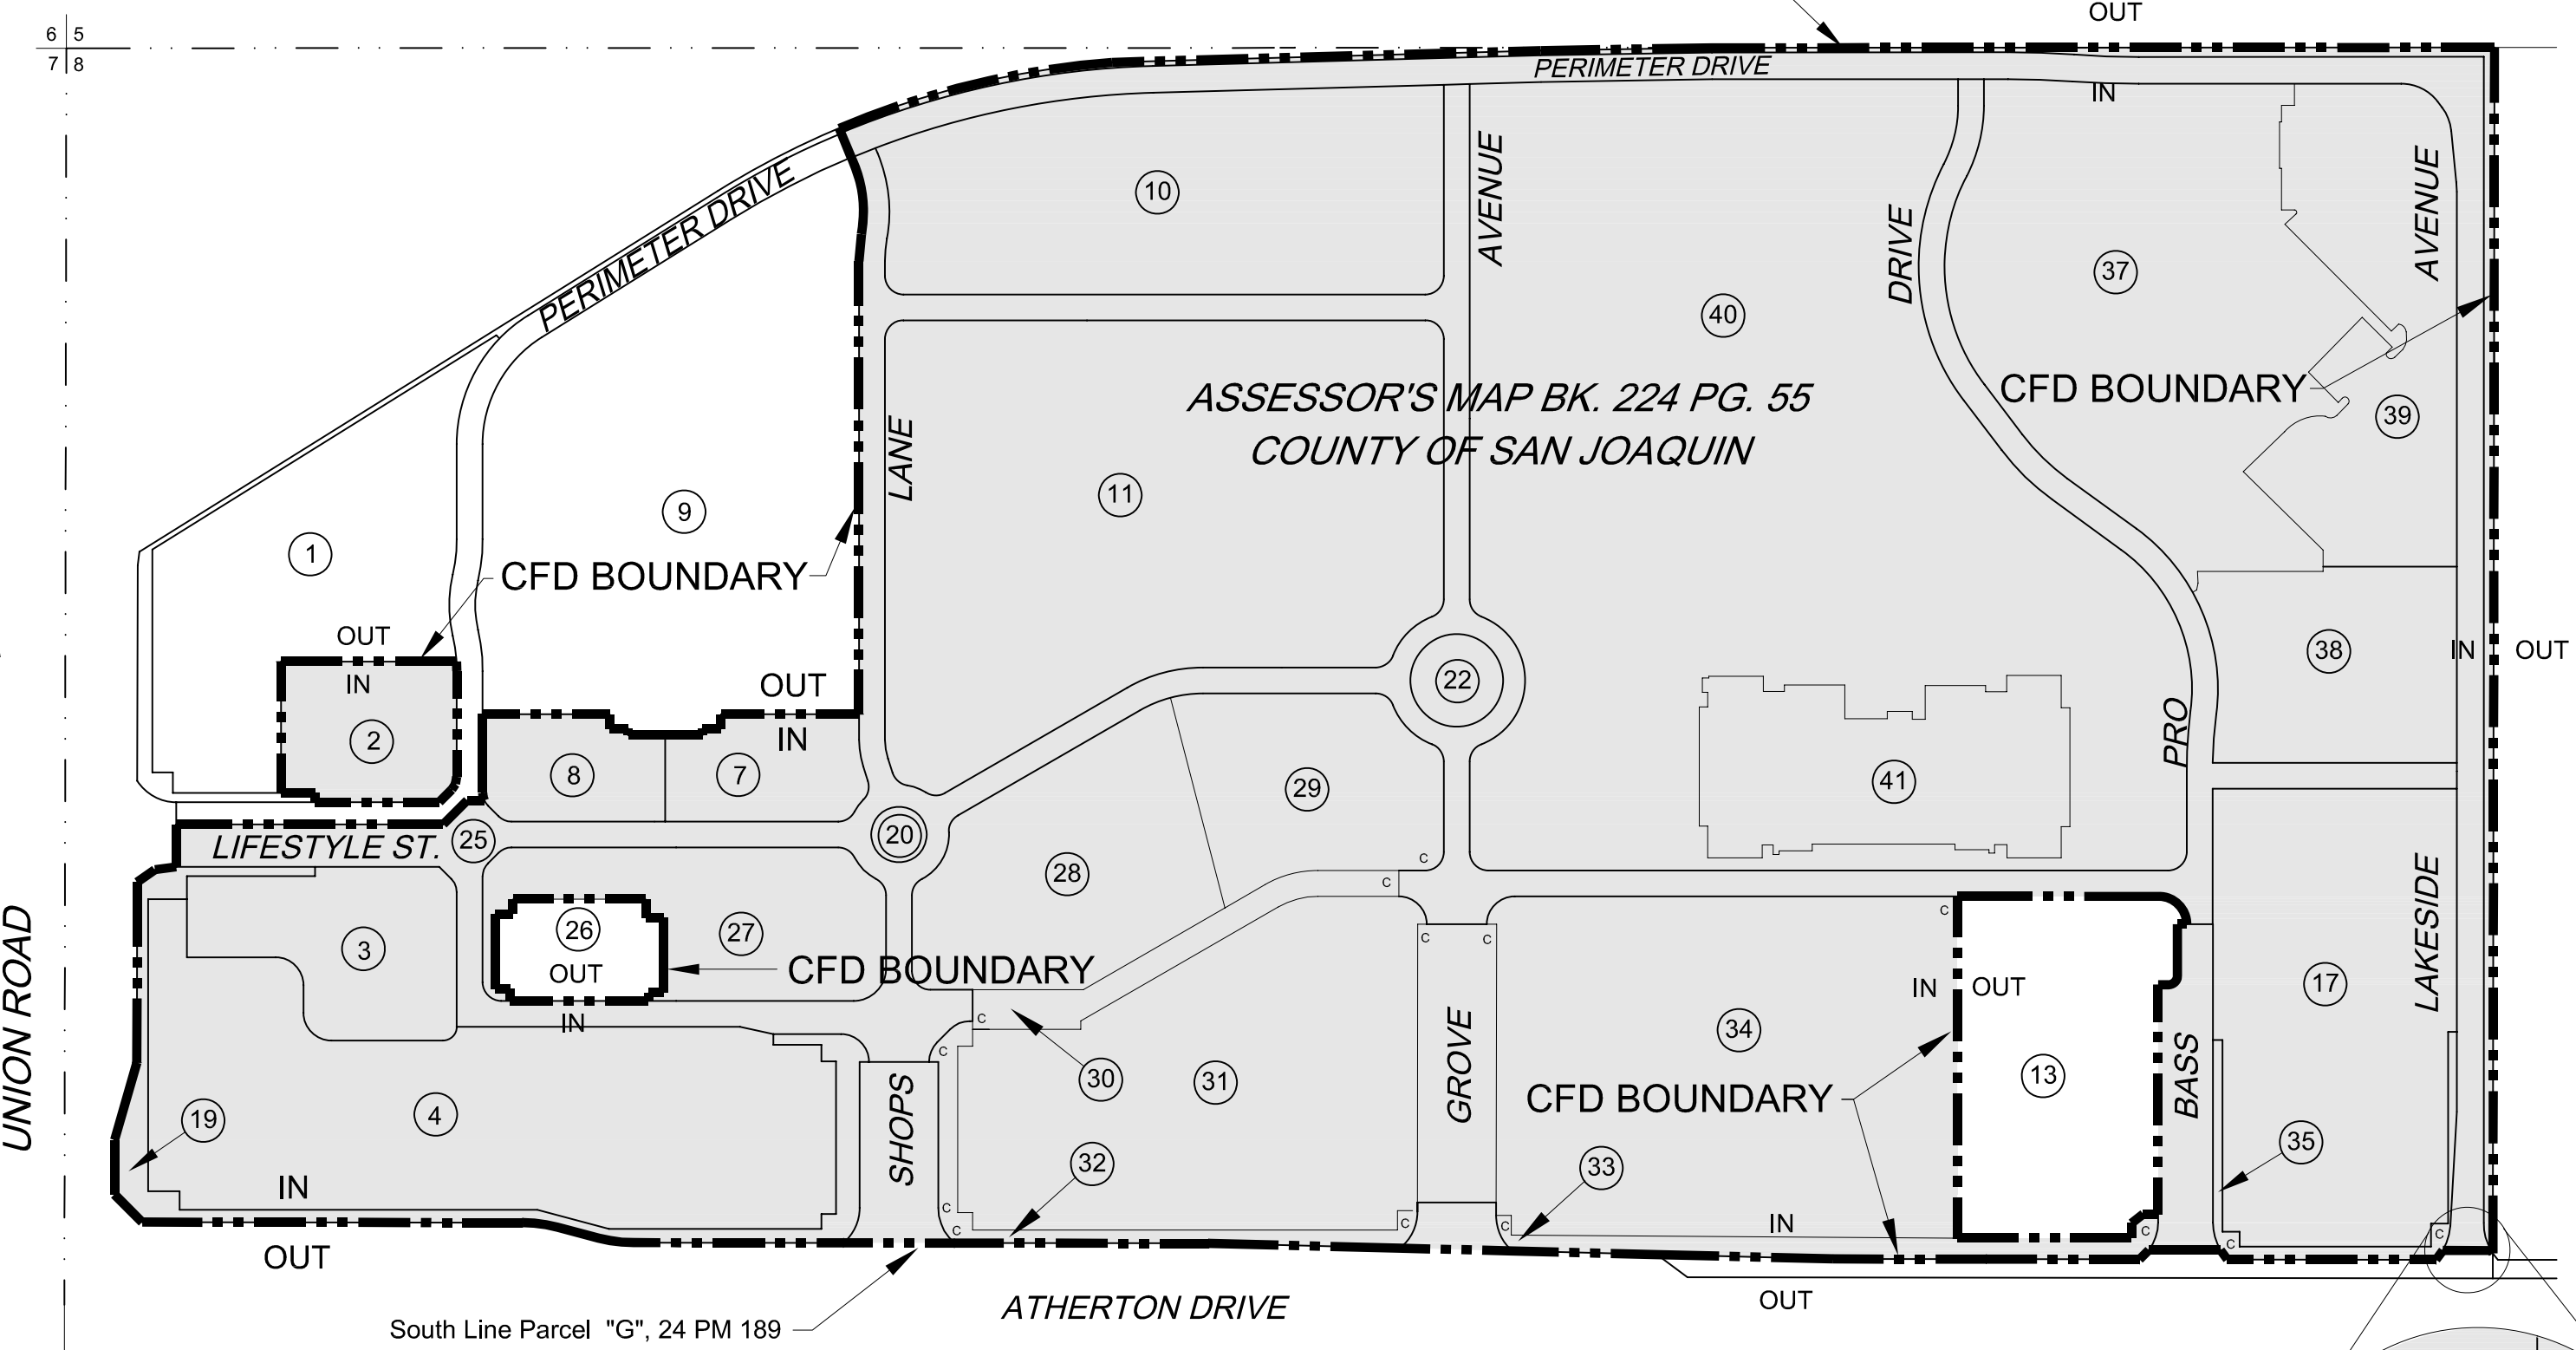 OUT
6 5
7 8
PERIMETER DRIVE
IN
PERIMETER DRIVE
10
AVENUE
DRIVE
37
AVENUE
40
ASSESSOR'S MAP BK. 224 PG. 55
COUNTY OF SAN JOAQUIN
CFD BOUNDARY
39
LANE
11
9
1
CFD BOUNDARY
OUT
IN
2
OUT
IN
8
7
22
38
IN
OUT
PRO
41
29
20
25
LIFESTYLE ST.
28
C
C
3
26
OUT
IN
27
CFD BOUNDARY
C
C
C
IN
OUT
17
LAKESIDE
UNION ROAD
C
C
30
31
GROVE
34
CFD BOUNDARY
13
BASS
19
4
SHOPS
32
33
35
IN
C
C
C
C
IN
C
C
C
OUT
South Line Parcel "G", 24 PM 189
ATHERTON DRIVE
OUT